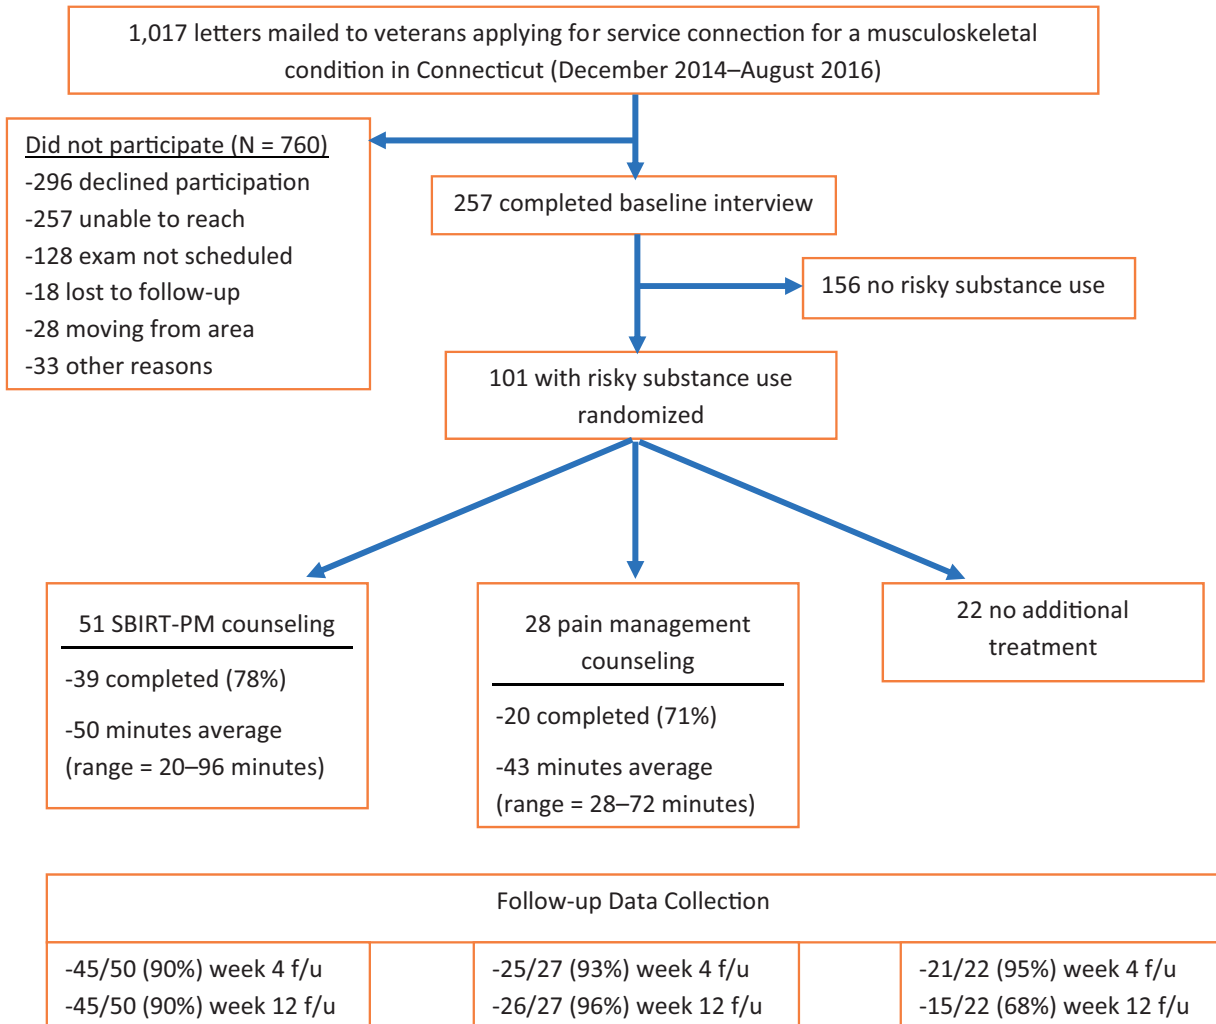 1,017 letters mailed to veterans applying for service connection for a musculoskeletal
condition in Connecticut (December 2014–August 2016)
Did not participate (N = 760)
-296 declined participation
-257 unable to reach
-128 exam not scheduled
-18 lost to follow-up
-28 moving from area
-33 other reasons
257 completed baseline interview
156 no risky substance use
101 with risky substance use
randomized
51 SBIRT-PM counseling
-39 completed (78%)
-50 minutes average
(range = 20–96 minutes)
28 pain management
counseling
-20 completed (71%)
-43 minutes average
(range = 28–72 minutes)
22 no additional
treatment
Follow-up Data Collection
-45/50 (90%) week 4 f/u
-45/50 (90%) week 12 f/u
-25/27 (93%) week 4 f/u
-26/27 (96%) week 12 f/u
-21/22 (95%) week 4 f/u
-15/22 (68%) week 12 f/u